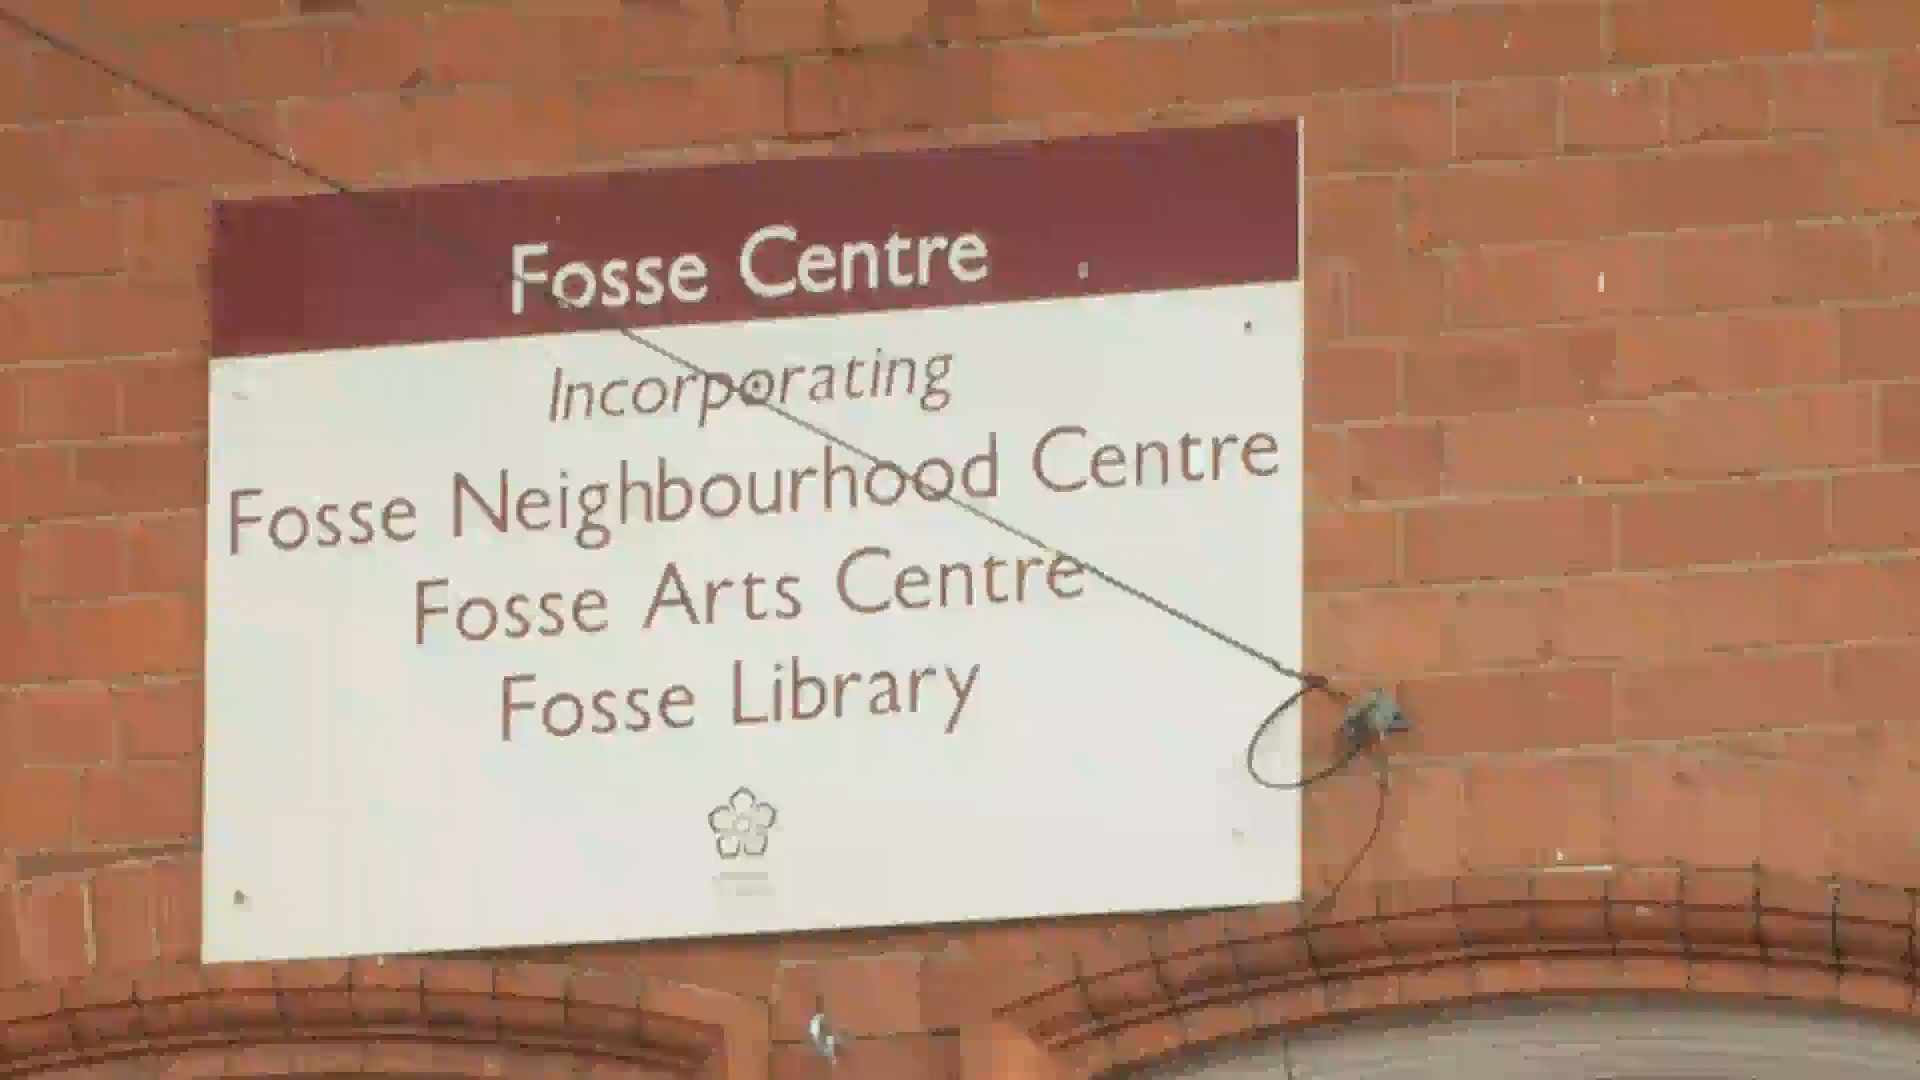 Fosse Centre
Incorporating
Fosse Neighbourhood Centre
Fosse Arts Centre
Fosse Library